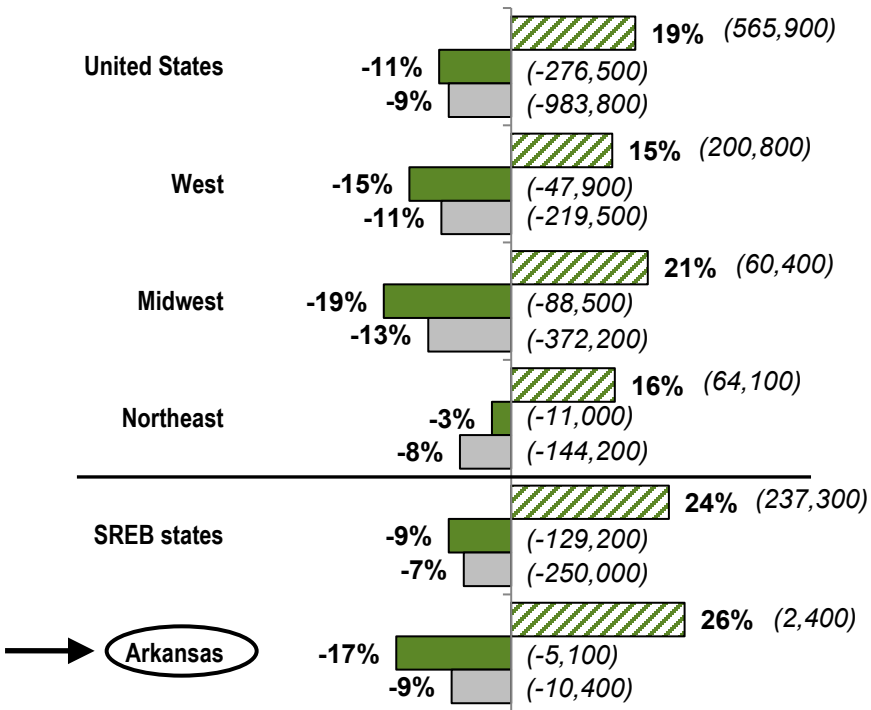 19% (565,900)
United States -11% (-276,500)
-9% (-983,800)
15% (200,800)
West -15% (-47,900)
-11% (-219,500)
21% (60,400)
Midwest -19% (-88,500)
-13% (-372,200)
16% (64,100)
Northeast -3% (-11,000)
-8% (-144,200)
24% (237,300)
SREB states -9% (-129,200)
-7% (-250,000)
26% (2,400)
Arkansas -17% (-5,100)
-9% (-10,400)